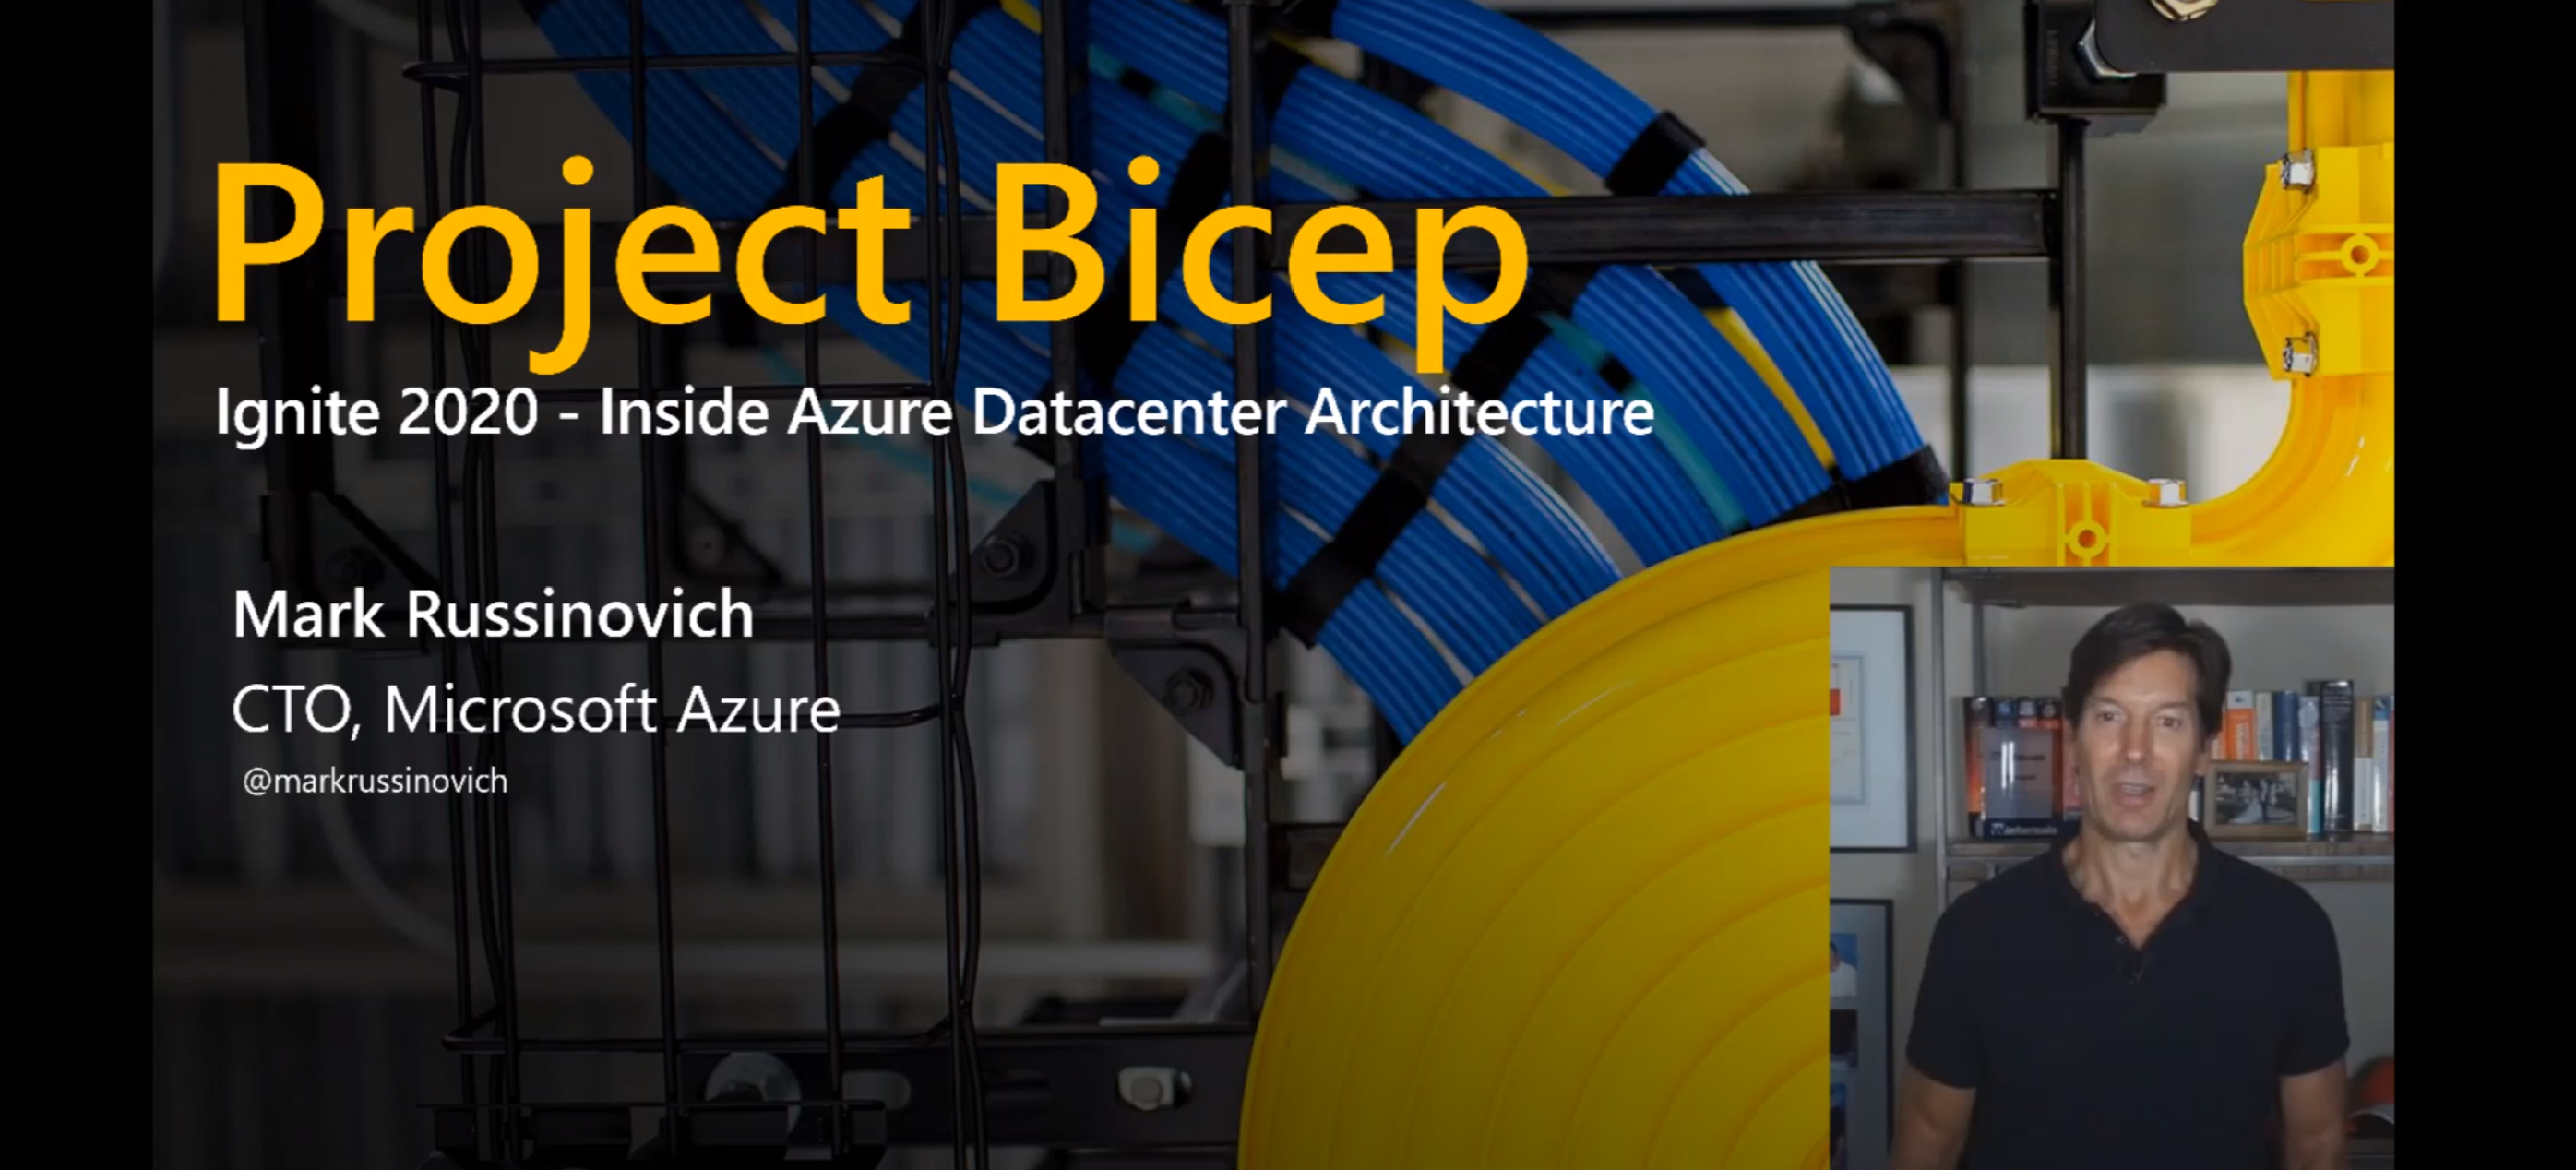 Project Bicep
Ignite 2020 - Inside Azure Datacenter Architecture
Mark Russinovich
CTO, Microsoft Azure
@markrussinovich